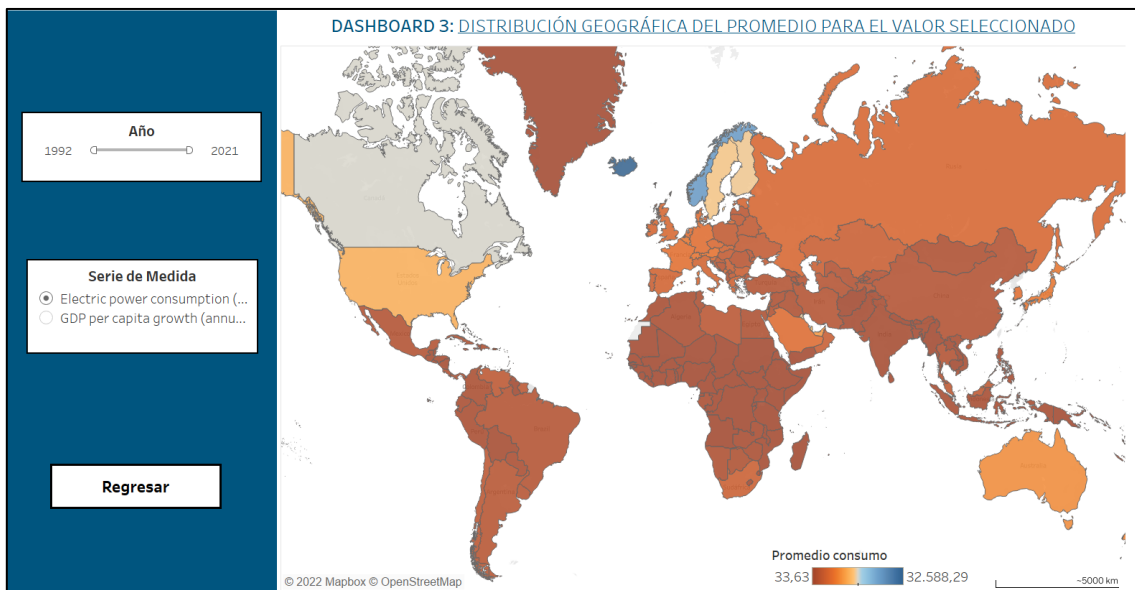 DASHBOARD 3: DISTRIBUCIÓN GEOGRÁFICA DEL PROMEDIO PARA EL VALOR SELECCIONADO
Año
1992
2021
Serie de Medida
Electric power consumption (...
GDP per capita growth (annu...
Regresar
Promedio consumo
33,63
32.588,29
© 2022 Mapbox © OpenStreetMap
~5000 km